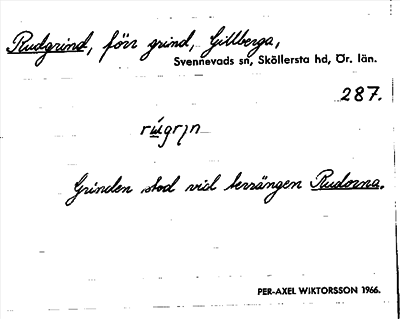 Rudgrind, förr grind, Gillberga,
Svennevads sn, Sköllersta hd, Ör. län.
287.
Grinden stod vid terrängen Rudorna.
PER-AXEL WIKTORSSON 1966.